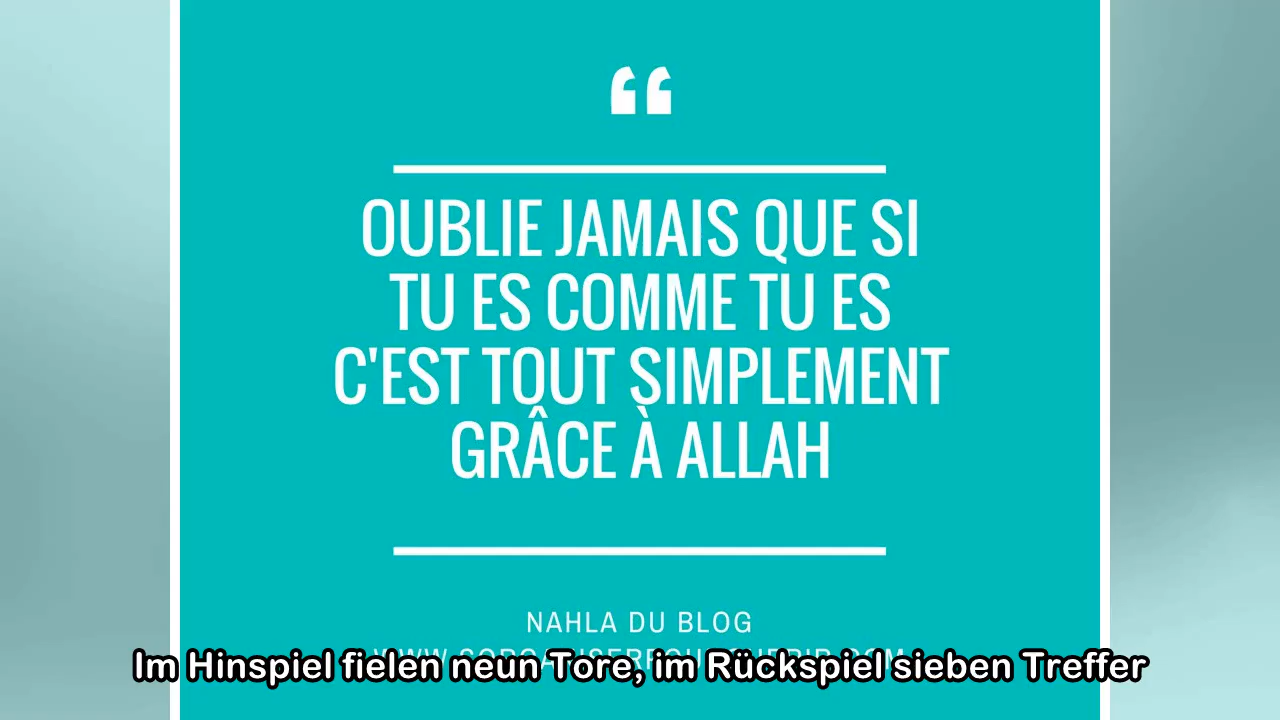 “
OUBLIE JAMAIS QUE SI
TU ES COMME TU ES
C'EST TOUT SIMPLEMENT
GRÂCE À ALLAH
NAHLA DU BLOG
Im Hinspiel fielen neun Tore, im Rückspiel sieben Treffer